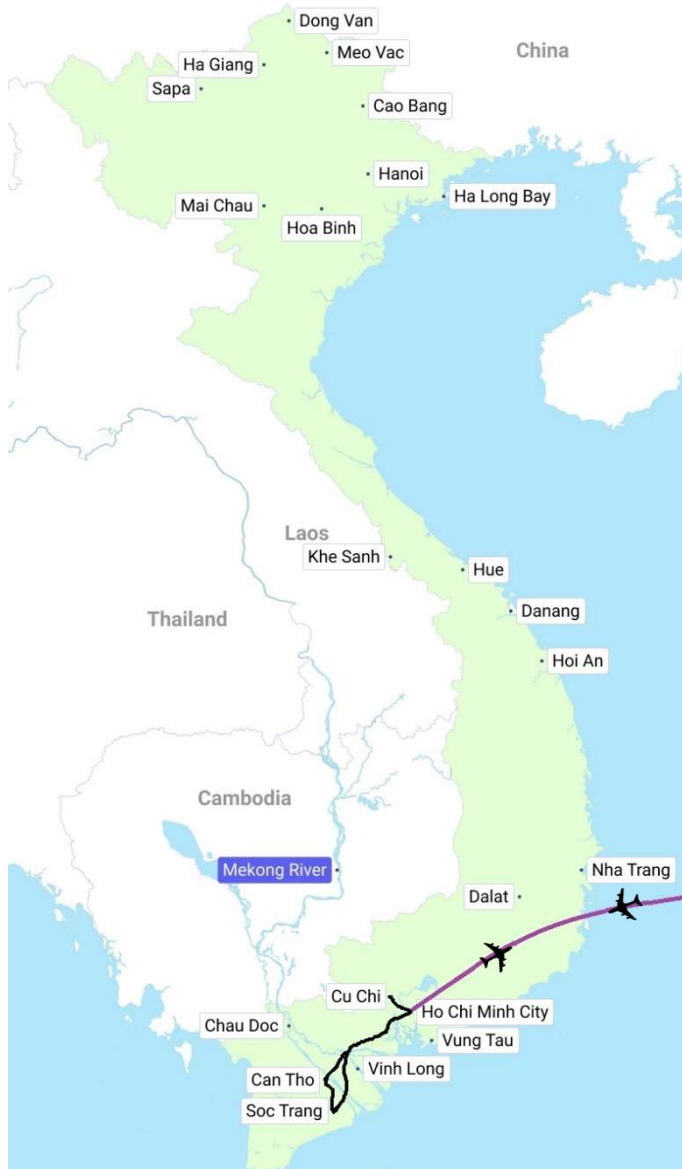 Dong Van
China
Meo Vac
Ha Giang
Sapa
Cao Bang
Hanoi
Ha Long Bay
Mai Chau
Hoa Binh
Laos
Khe Sanh
Hue
Thailand
Danang
Hoi An
Cambodia
Mekong River
Nha Trang
Dalat
Cu Chi
Ho Chi Minh City
Chau Doc
Vung Tau
Vinh Long
Can Tho
Soc Trang